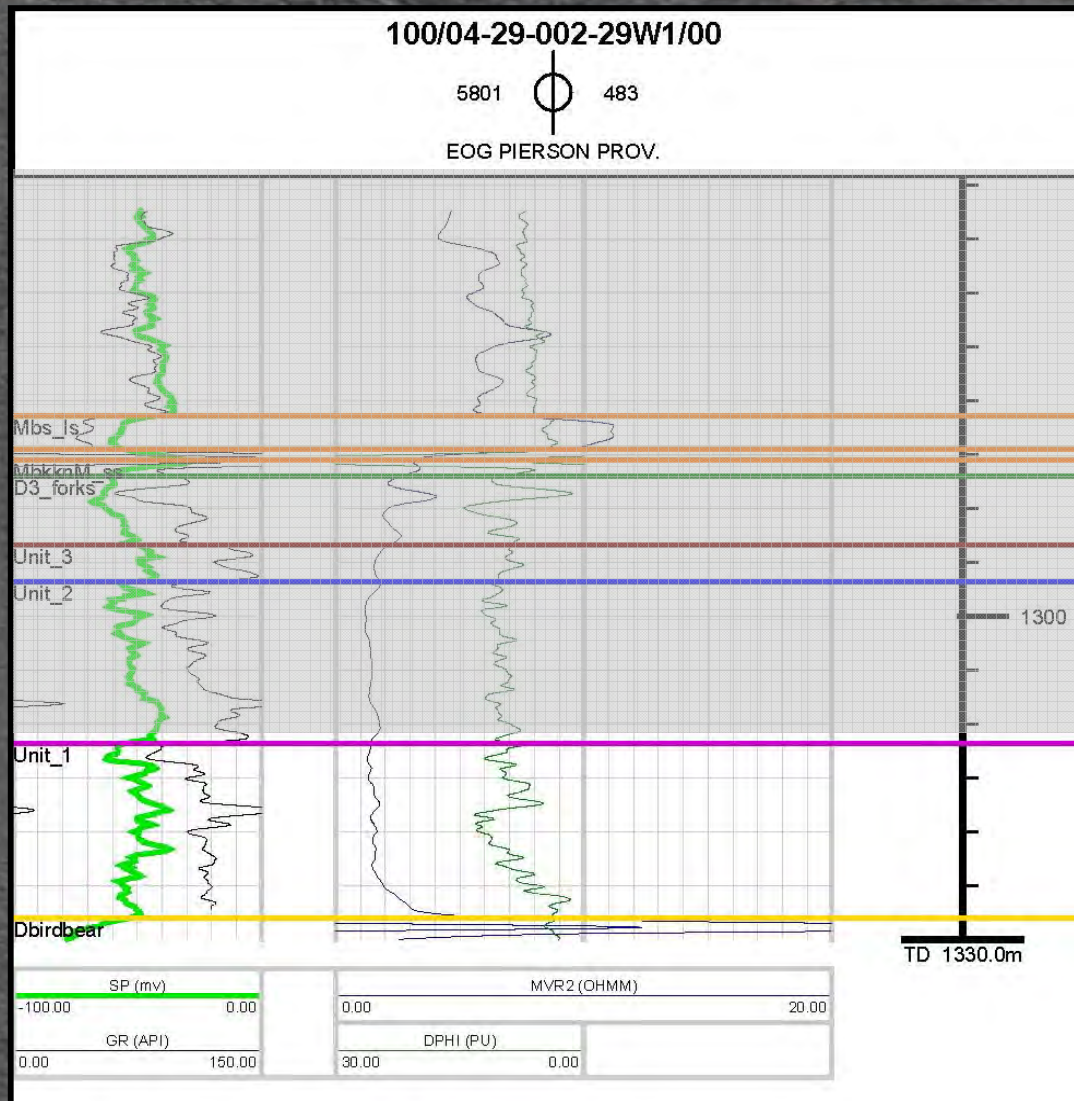 100/04-29-002-29W1/00
5801 483
EOG PIERSON PROV.
Mbs_ls
MbkknM_ss
D3_forks
Unit_3
Unit_2
1300
Unit_1
Dbirdbear
TD 1330.0m
SP (mv)
-100.00 0.00
MVR2 (OHMM)
0.00 20.00
GR (API)
0.00 150.00
DPHI (PU)
30.00 0.00